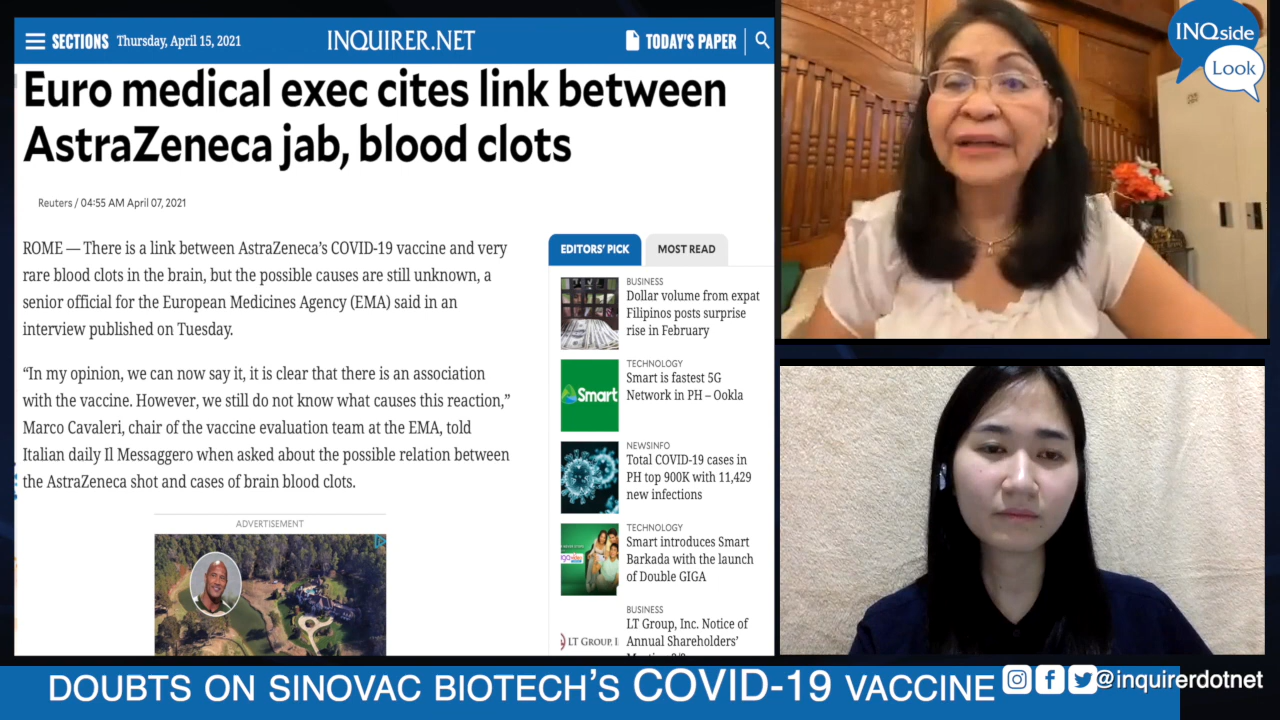 SECTIONS Thursday, April 15, 2021 INQUIRER.NET TODAY'S PAPER
Euro medical exec cites link between
AstraZeneca jab, blood clots
Reuters / 04:55 AM April 07, 2021
ROME — There is a link between AstraZeneca's COVID-19 vaccine and very
rare blood clots in the brain, but the possible causes are still unknown, a
senior official for the European Medicines Agency (EMA) said in an
interview published on Tuesday.
“In my opinion, we can now say it, it is clear that there is an association
with the vaccine. However, we still do not know what causes this reaction,”
Marco Cavaleri, chair of the vaccine evaluation team at the EMA, told
Italian daily Il Messaggero when asked about the possible relation between
the AstraZeneca shot and cases of brain blood clots.
ADVERTISEMENT
EDITORS' PICK MOST READ
BUSINESS
Dollar volume from expat
Filipinos posts surprise
rise in February
TECHNOLOGY
Smart
Smart is fastest 5G
Network in PH – Ookla
NEWSINFO
Total COVID-19 cases in
PH top 900K with 11,429
new infections
TECHNOLOGY
Smart introduces Smart
Barkada with the launch
of Double GIGA
BUSINESS
LT Group, Inc. Notice of
Annual Shareholders'
LT GROUP, I
INQside
Look
DOUBTS ON SINOVAC BIOTECH'S COVID-19 VACCINE
@inquirerdotnet